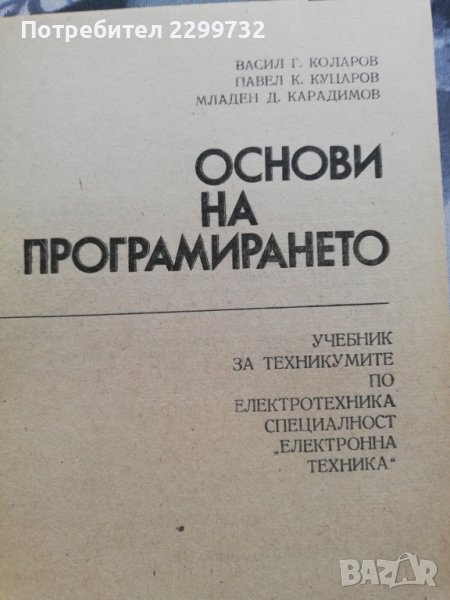 Потребител 2299732
ВАСИЛ Г. КОЛАРОВ
ПАВЕЛ К. КУЦАРОВ
МЛАДЕН Д. КАРАДИМОВ
ОСНОВИ
НА
ПРОГРАМИРАНЕТО
УЧЕБНИК
ЗА ТЕХНИКУМИТЕ
ПО
ЕЛЕКТРОТЕХНИКА
СПЕЦИАЛНОСТ
„ЕЛЕКТРОННА
ТЕХНИКА“
BAZAR